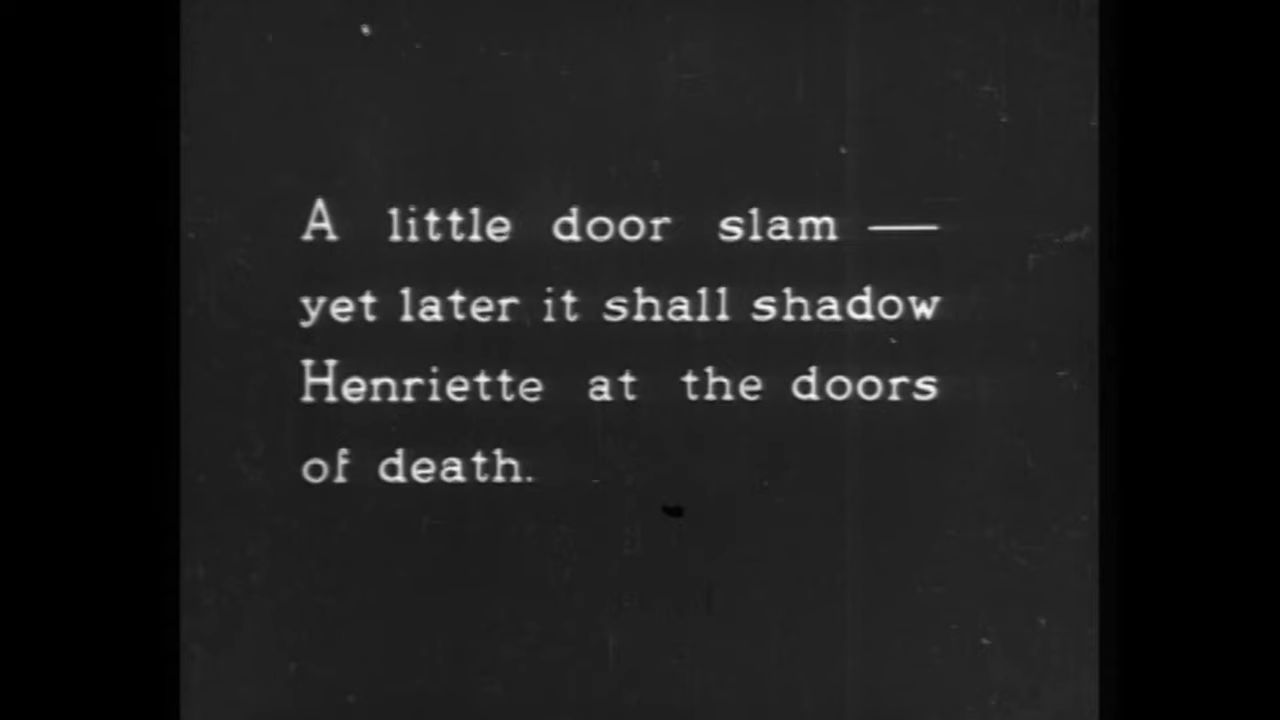 A little door slam —
yet later it shall shadow
Henriette at the doors
of death.